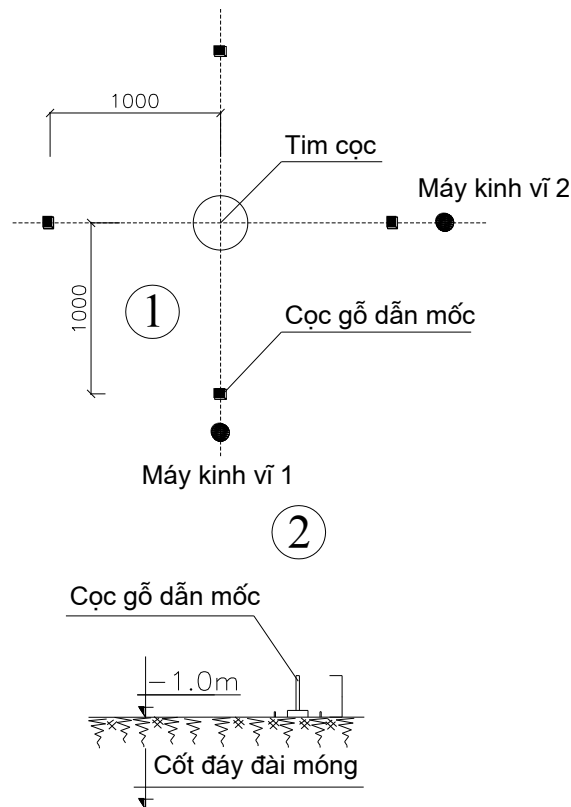 1000
Tim cọc
Máy kinh vĩ 2
1000
1
Cọc gỗ dẫn mốc
Máy kinh vĩ 1
2
Cọc gỗ dẫn mốc
-1.0m
Cốt đáy đài móng